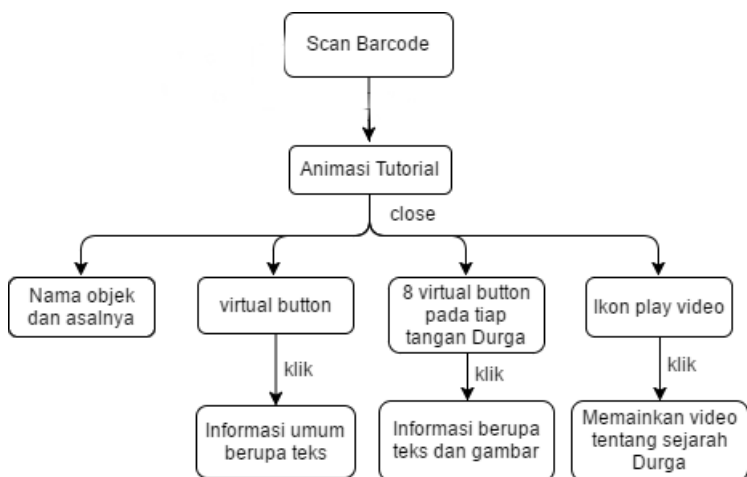 Scan Barcode
Animasi Tutorial
close
Nama objek
dan asalnya
virtual button
8 virtual button
pada tiap
tangan Durga
Ikon play video
klik
klik
klik
Informasi umum
berupa teks
Informasi berupa
teks dan gambar
Memainkan video
tentang sejarah
Durga